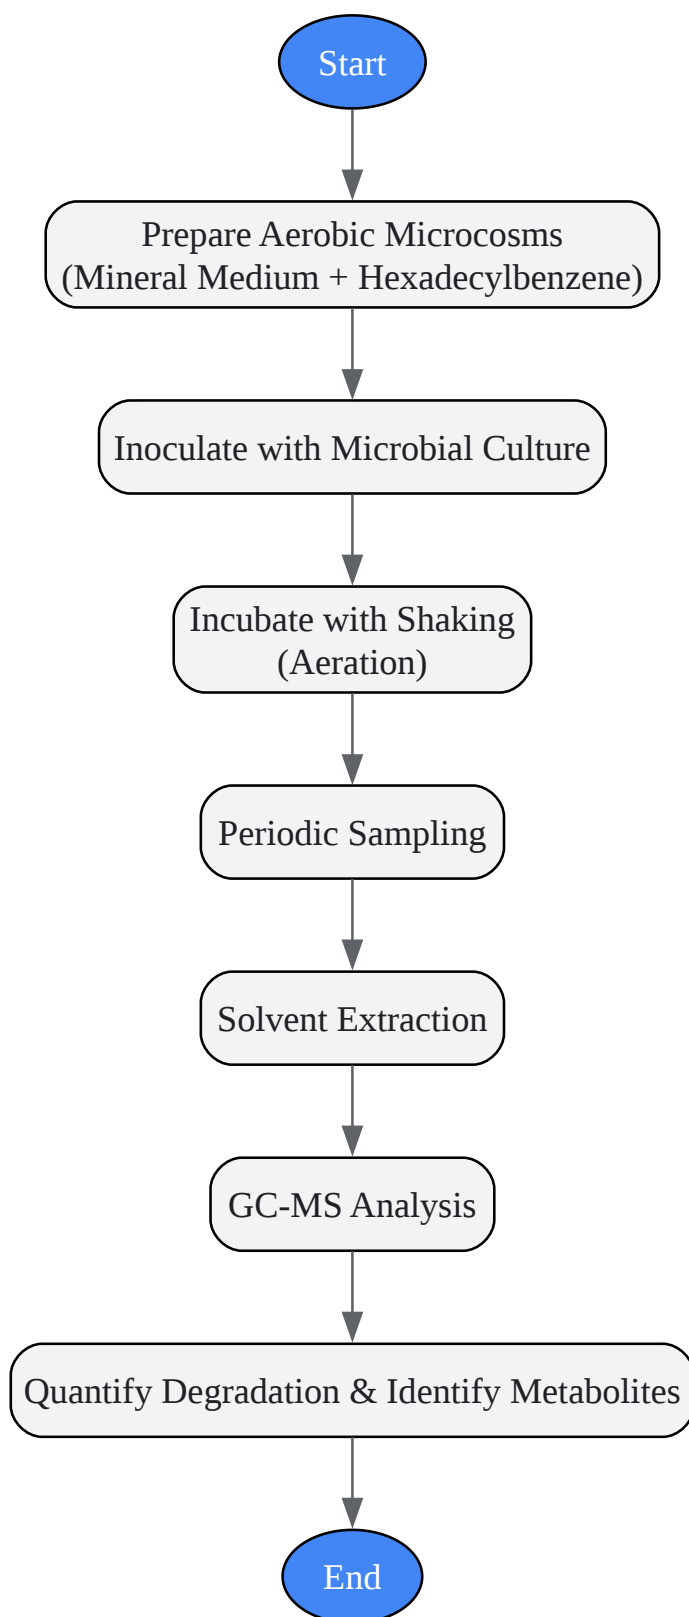 Start
Prepare Aerobic Microcosms
(Mineral Medium + Hexadecylbenzene)
Inoculate with Microbial Culture
Incubate with Shaking
(Aeration)
Periodic Sampling
Solvent Extraction
GC-MS Analysis
Quantify Degradation & Identify Metabolites
End